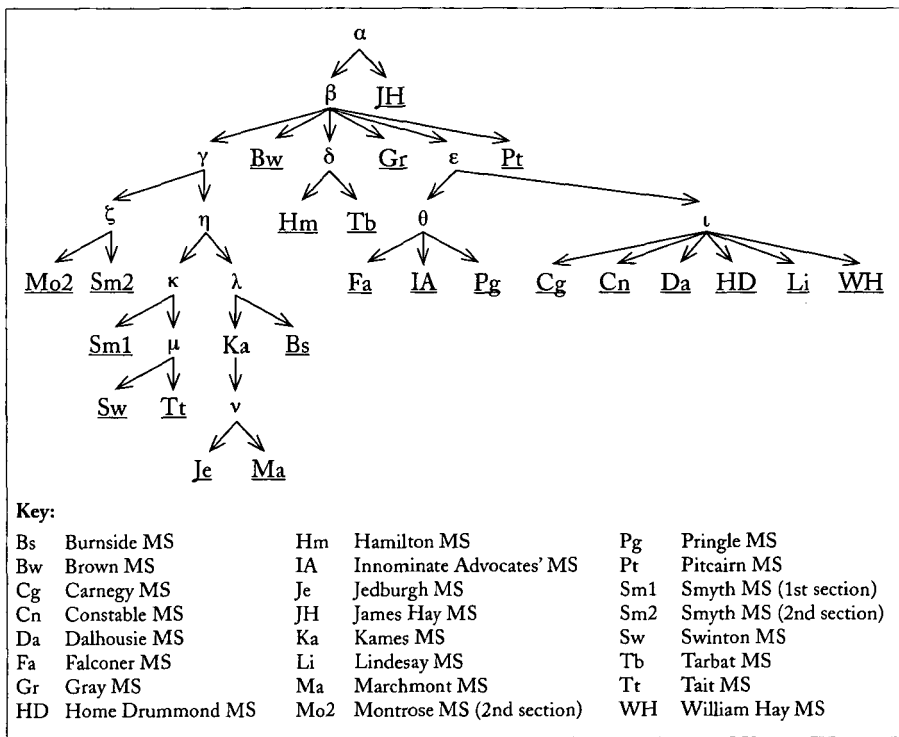 α
β JH
γ Bw δ Gr ε Pt
ζ η Hm Tb θ ι
Mo2 Sm2 κ λ Fa IA Pg Cg Cn Da HD Li WH
Sm1 μ Ka Bs
Sw Tt ν
Je Ma
Key:
Bs Burnside MS Hm Hamilton MS Pg Pringle MS
Bw Brown MS IA Innominate Advocates' MS Pt Pitcairn MS
Cg Carnegy MS Je Jedburgh MS Sm1 Smyth MS (1st section)
Cn Constable MS JH James Hay MS Sm2 Smyth MS (2nd section)
Da Dalhousie MS Ka Kames MS Sw Swinton MS
Fa Falconer MS Li Lindesay MS Tb Tarbat MS
Gr Gray MS Ma Marchmont MS Tt Tait MS
HD Home Drummond MS Mo2 Montrose MS (2nd section) WH William Hay MS